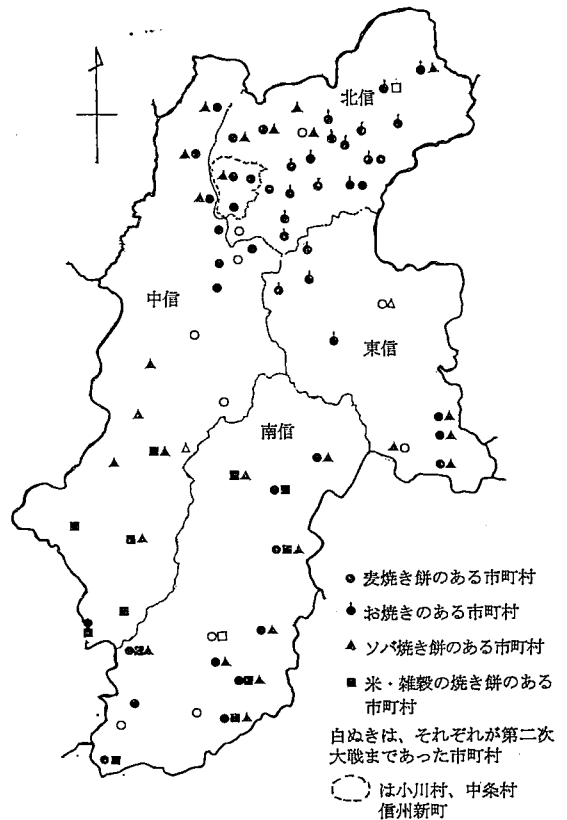 北信
中信
東信
南信
麦焼き餅のある市町村
お焼きのある市町村
ソバ焼き餅のある市町村
米・雑穀の焼き餅のある
市町村
白ぬきは、それぞれが第二次
大戦まであった市町村
は小川村、中条村
信州新町